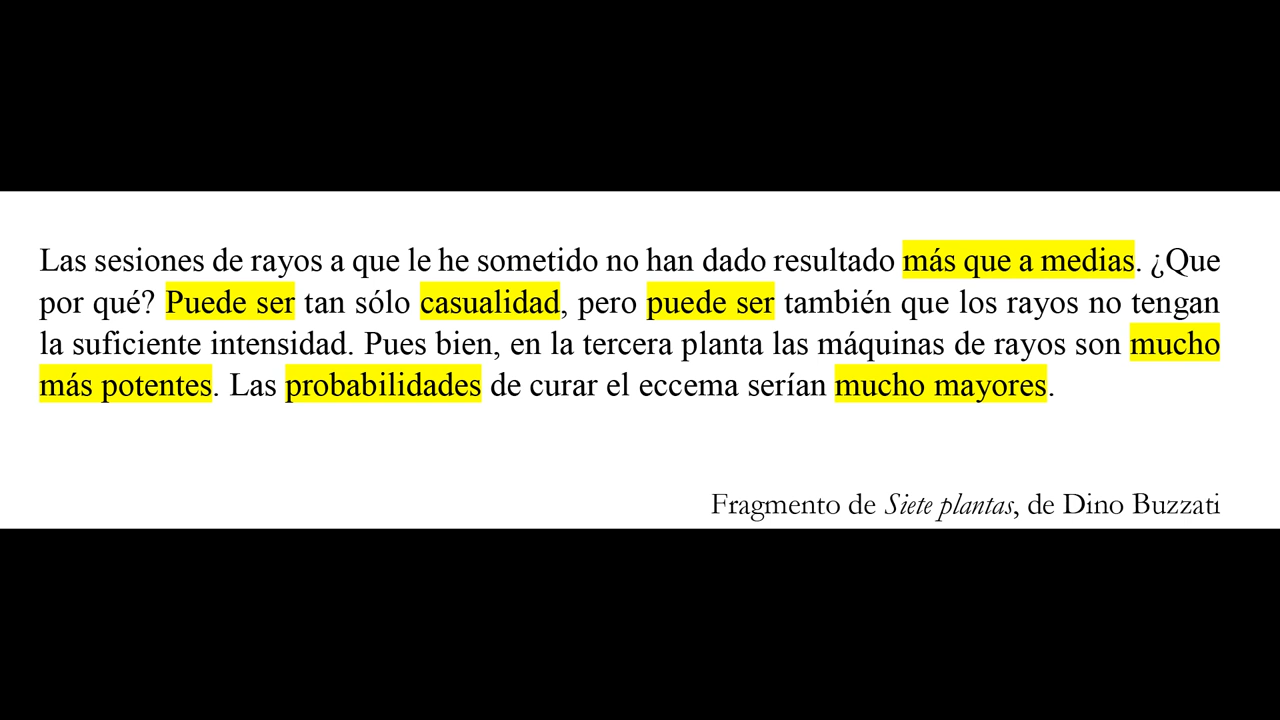 Las sesiones de rayos a que le he sometido no han dado resultado más que a medias. ¿Que
por qué? Puede ser tan sólo casualidad, pero puede ser también que los rayos no tengan
la suficiente intensidad. Pues bien, en la tercera planta las máquinas de rayos son mucho
más potentes. Las probabilidades de curar el eccema serían mucho mayores.
Fragmento de Siete plantas, de Dino Buzzati